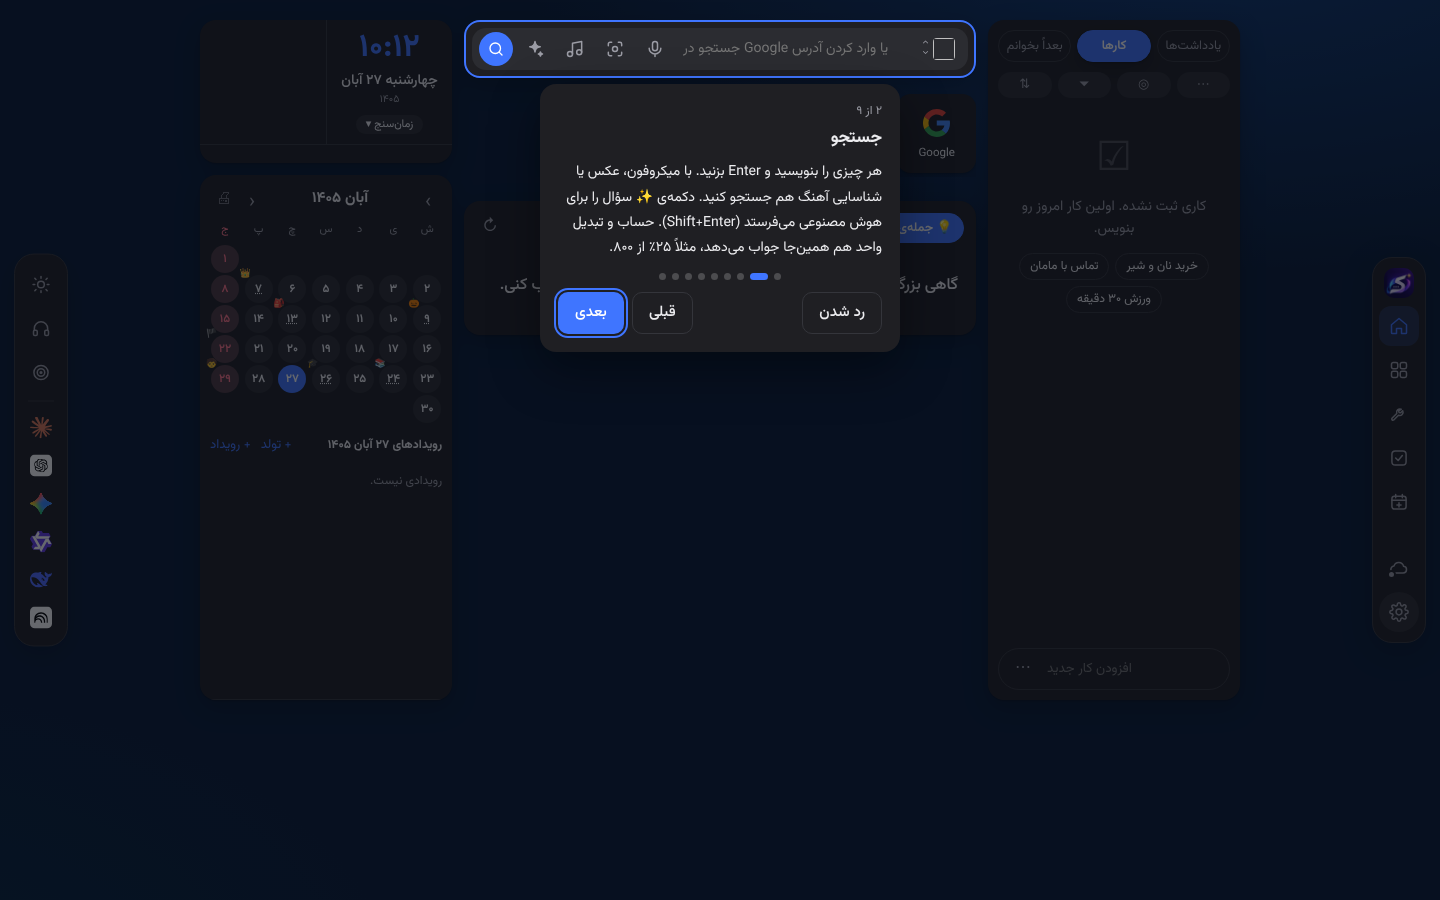 یادداشت‌ها
کارها
بعداً بخوانم
کاری ثبت نشده. اولین کار امروز رو
بنویس.
خرید نان و شیر
تماس با مامان
ورزش ۳۰ دقیقه
افزودن کار جدید
یا وارد کردن آدرس Google جستجو در
Google
۲ از ۹
جستجو
هر چیزی را بنویسید و Enter بزنید. با میکروفون، عکس یا
شناسایی آهنگ هم جستجو کنید. دکمه‌ی ✨ سؤال را برای
هوش مصنوعی می‌فرستد (Shift+Enter). حساب و تبدیل
واحد هم همین‌جا جواب می‌دهد، مثلاً ۲۵٪ از ۸۰۰.
رد شدن
قبلی
بعدی
💡 جمله‌ی
گاهی
کنی.
۱۰:۱۲
چهارشنبه ۲۷ آبان
۱۴۰۵
زمان‌سنج ▾
آبان ۱۴۰۵
ش ی د س چ پ ج
۱
۲ ۳ ۴ ۵ ۶ ۷ ۸
۹ ۱۰ ۱۱ ۱۲ ۱۳ ۱۴ ۱۵
۱۶ ۱۷ ۱۸ ۱۹ ۲۰ ۲۱ ۲۲
۲۳ ۲۴ ۲۵ ۲۶ ۲۷ ۲۸ ۲۹
۳۰
رویدادهای ۲۷ آبان ۱۴۰۵
+ تولد
+ رویداد
رویدادی نیست.